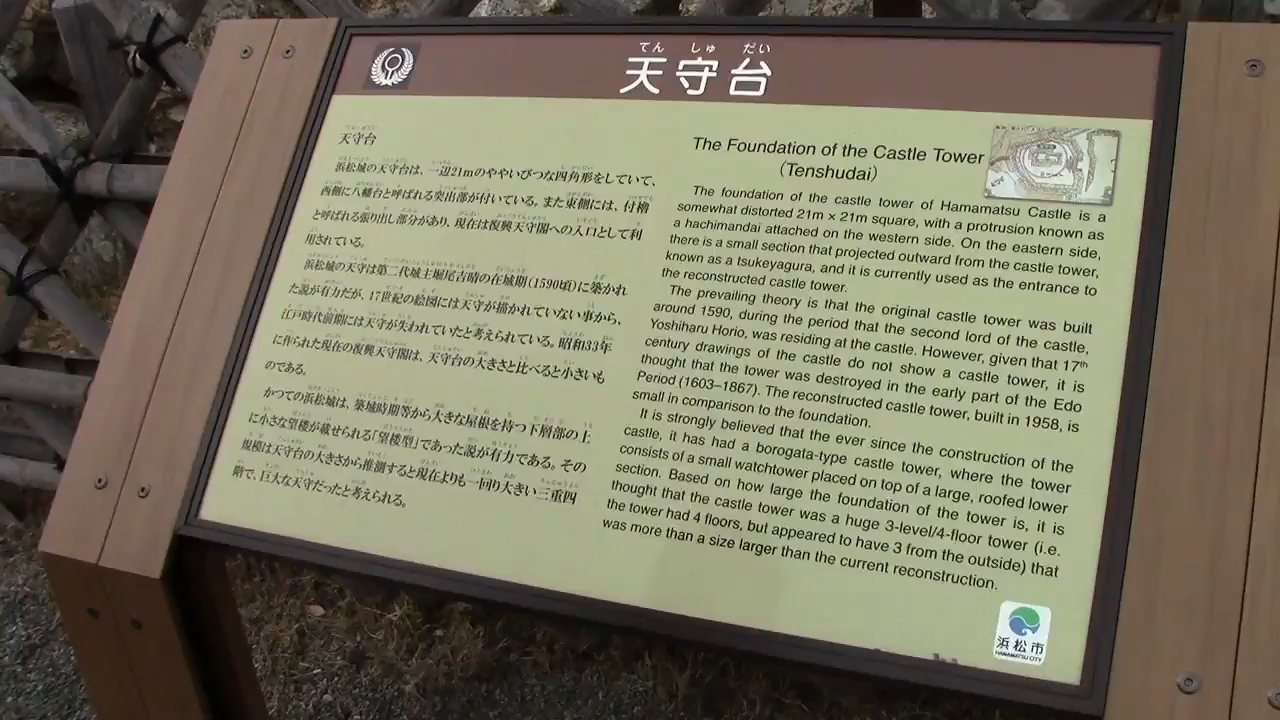 てん しゅ だい
天守台
天守台
浜松城の天守台は、一辺21mのややいびつな四角形をしていて、
西側に八幡台と呼ばれる突出部が付いている。また東側には、付櫓
と呼ばれる張り出し部分があり、現在は復興天守閣への入口として利
用されている。
浜松城の天守は第二代城主堀尾吉晴の在城期(1590頃)に築かれ
た説が有力だが、17世紀の絵図には天守が描かれていない事から、
江戸時代前期には天守が失われていたと考えられている。昭和33年
に作られた現在の復興天守閣は、天守台の大きさと比べると小さいも
のである。
かつての浜松城は、築城時期等から大きな屋根を持つ下層部の上
に小さな望楼が載せられる「望楼型」であった説が有力である。その
規模は天守台の大きさから推測すると現在よりも一回り大きい三重四
階で、巨大な天守だったと考えられる。
The Foundation of the Castle Tower
(Tenshudai)
The foundation of the castle tower of Hamamatsu Castle is a
somewhat distorted 21m × 21m square, with a protrusion known as
a hachimandai attached on the western side. On the eastern side,
there is a small section that projected outward from the castle tower,
known as a tsukeyagura, and it is currently used as the entrance to
the reconstructed castle tower.
The prevailing theory is that the original castle tower was built
around 1590, during the period that the second lord of the castle,
Yoshiharu Horio, was residing at the castle. However, given that 17th
century drawings of the castle do not show a castle tower, it is
thought that the tower was destroyed in the early part of the Edo
Period (1603–1867). The reconstructed castle tower, built in 1958, is
small in comparison to the foundation.
It is strongly believed that the ever since the construction of the
castle, it has had a borogata-type castle tower, where the tower
consists of a small watchtower placed on top of a large, roofed lower
section. Based on how large the foundation of the tower is, it is
thought that the castle tower was a huge 3-level/4-floor tower (i.e.
the tower had 4 floors, but appeared to have 3 from the outside) that
was more than a size larger than the current reconstruction.
浜松市
HAMAMATSU CITY